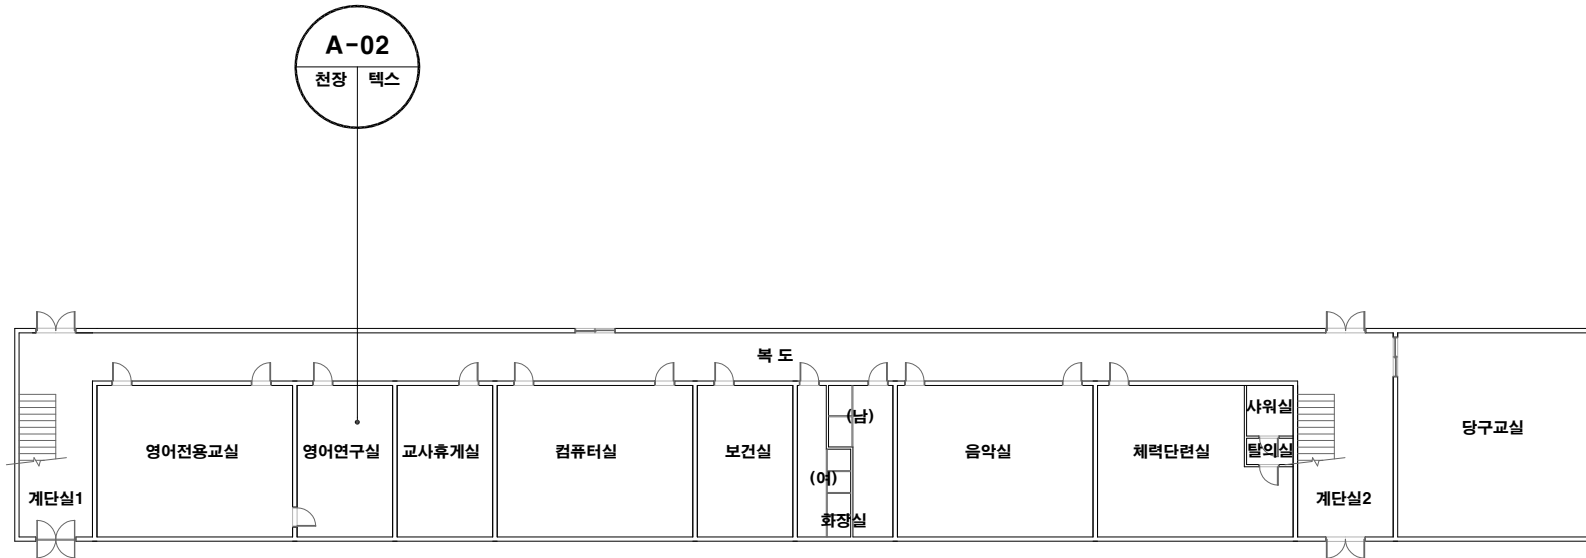 A-02
천장 텍스
복 도
영어전용교실
영어연구실
교사휴게실
컴퓨터실
보건실
(남)
(여)
화장실
음악실
체력단련실
샤워실
탈의실
당구교실
계단실1
계단실2